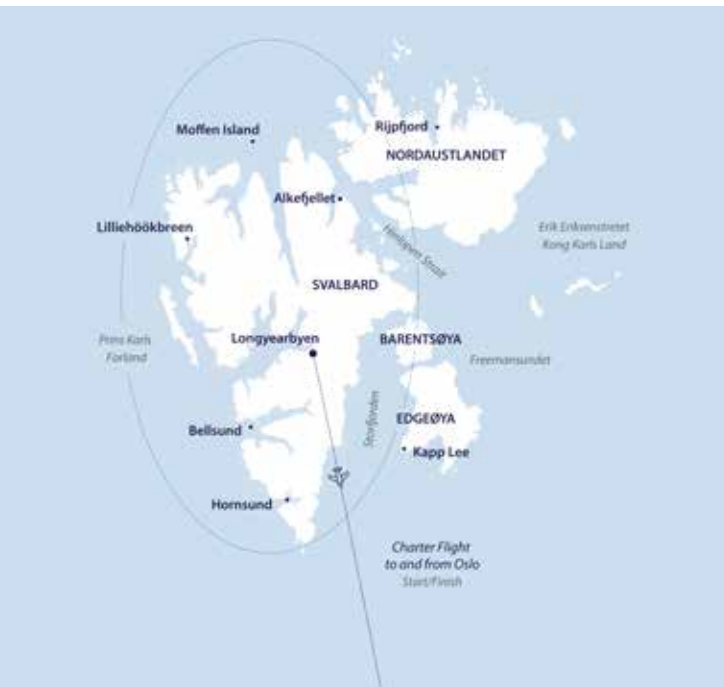 Moffen Island
Rijpfjord
NORDAUSTLANDET
Alkefjellet
Lilliehöökbreen
Erik Eriksenstretet
Kong Karls Land
Hinlopen Strait
SVALBARD
Longyearbyen
BARENTSØYA
Prins Karls
Forland
Freemansundet
Storfjorden
EDGEØYA
Bellsund
Kapp Lee
Hornsund
Charter Flight
to and from Oslo
Start/Finish